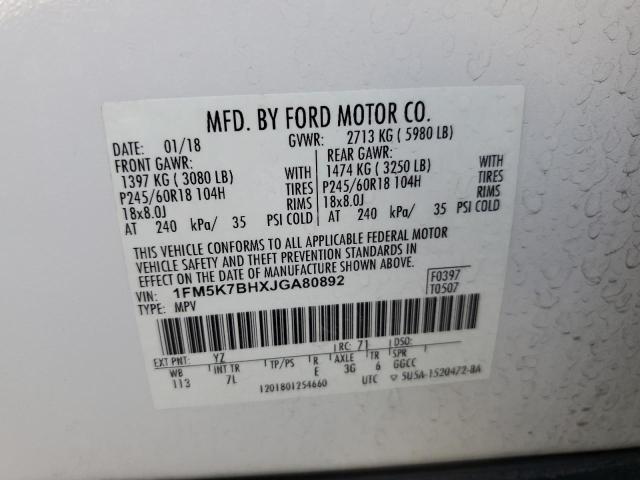 MFD. BY FORD MOTOR CO.
DATE: 01/18 GVWR: 2713 KG ( 5980 LB)
FRONT GAWR: REAR GAWR:
1397 KG ( 3080 LB) WITH 1474 KG ( 3250 LB) WITH
P245/60R18 104H TIRES P245/60R18 104H TIRES
18x8.0J RIMS 18x8.0J RIMS
AT 240 kPa/ 35 PSI COLD AT 240 kPa/ 35 PSI COLD
THIS VEHICLE CONFORMS TO ALL APPLICABLE FEDERAL MOTOR
VEHICLE SAFETY AND THEFT PREVENTION STANDARDS IN
EFFECT ON THE DATE OF MANUFACTURE SHOWN ABOVE.
VIN: 1FM5K7BHXJGA80892 F0397
TYPE: MPV T0507
EXT PNT: YZ RC: 71 DSO:
WB INT TR TP/PS R AXLE TR SPR
113 7L E 3G 6 GGCC
1201801254660 UTC ▽ 5U5A-1520472-BA